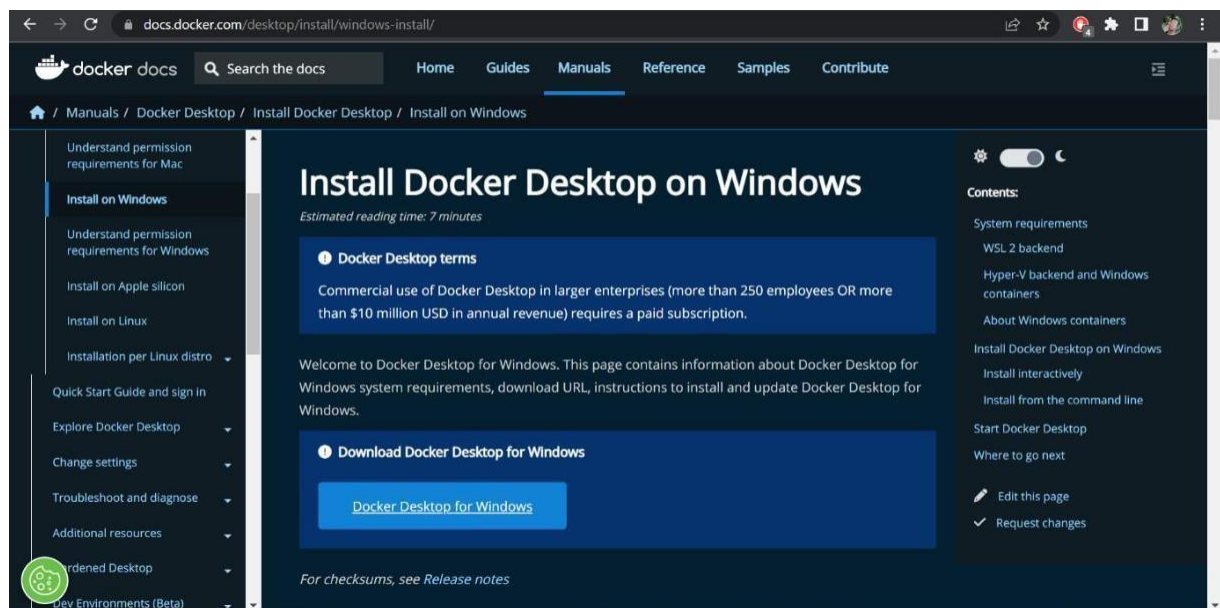 docs.docker.com/desktop/install/windows-install/
4
docker docs
Search the docs
Home Guides Manuals Reference Samples Contribute
/ Manuals / Docker Desktop / Install Docker Desktop / Install on Windows
Understand permission
requirements for Mac
Install on Windows
Understand permission
requirements for Windows
Install on Apple silicon
Install on Linux
Installation per Linux distro
Quick Start Guide and sign in
Explore Docker Desktop
Change settings
Troubleshoot and diagnose
Additional resources
rdened Desktop
Dev Environments (Beta)
Install Docker Desktop on Windows
Estimated reading time: 7 minutes
Docker Desktop terms
Commercial use of Docker Desktop in larger enterprises (more than 250 employees OR more
than $10 million USD in annual revenue) requires a paid subscription.
Welcome to Docker Desktop for Windows. This page contains information about Docker Desktop for
Windows system requirements, download URL, instructions to install and update Docker Desktop for
Windows.
Download Docker Desktop for Windows
Docker Desktop for Windows
For checksums, see Release notes
Contents:
System requirements
WSL 2 backend
Hyper-V backend and Windows
containers
About Windows containers
Install Docker Desktop on Windows
Install interactively
Install from the command line
Start Docker Desktop
Where to go next
Edit this page
Request changes